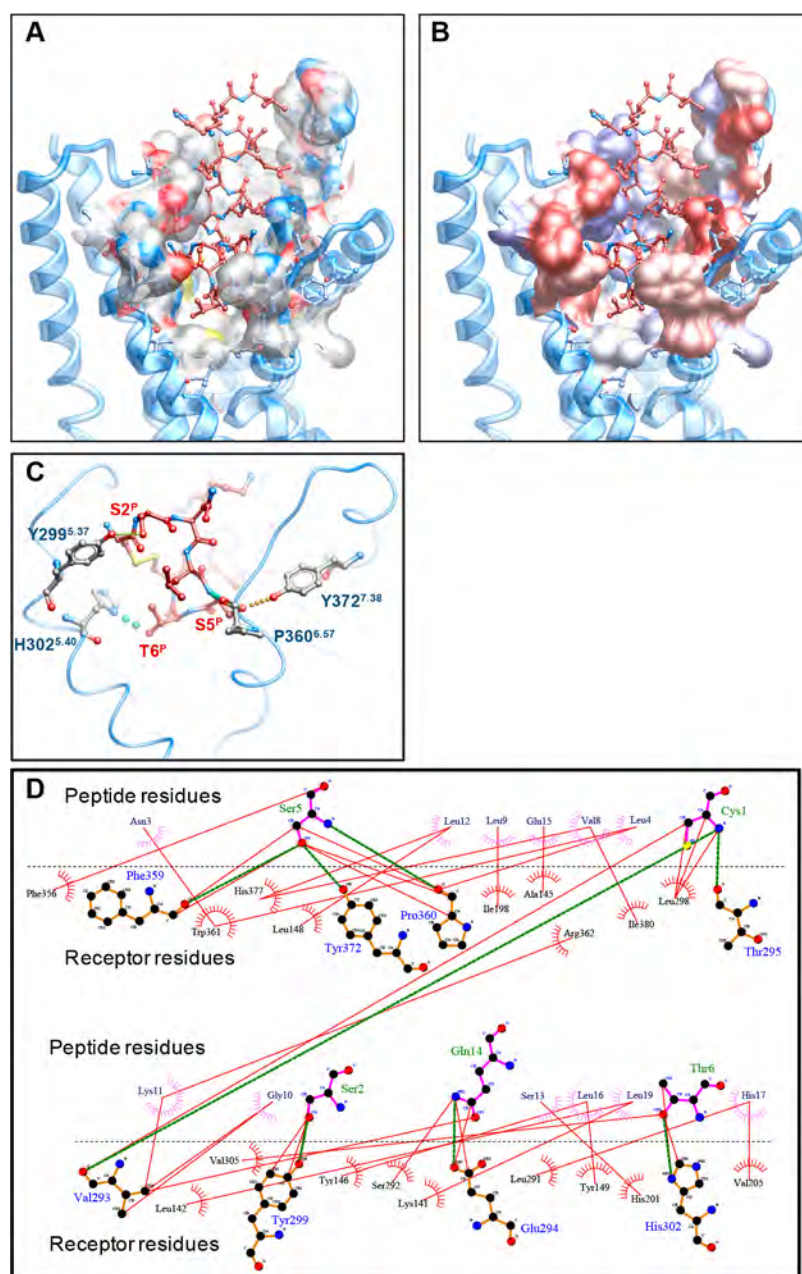 A
B
C
S2ᴾ
Y299⁵·³⁷
Y372⁷·³⁸
S5ᴾ
P360⁶·⁵⁷
H302⁵·⁴⁰
T6ᴾ
D
Peptide residues
Asn3
Ser5
Leu12
Leu9
Gln15
Val8
Leu4
Cys1
Phe356
Phe359
Trp361
His377
Leu148
Tyr372
Pro360
Ile198
Ala145
Arg362
Ile380
Leu298
Thr295
Receptor residues
Peptide residues
Lys11
Gly10
Ser2
Gln14
Ser13
Leu16
Leu19
Thr6
His17
Val293
Leu142
Val305
Tyr299
Tyr146
Ser292
Lys141
Glu294
Leu291
Tyr149
His201
His302
Val205
Receptor residues